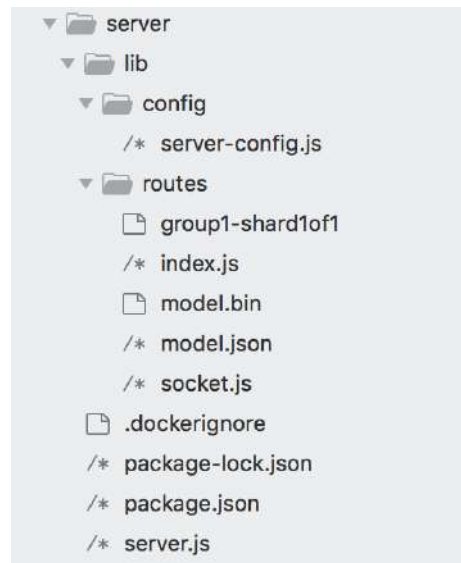 server
lib
config
/* server-config.js
routes
group1-shard1of1
/* index.js
model.bin
/* model.json
/* socket.js
.dockerignore
/* package-lock.json
/* package.json
/* server.js